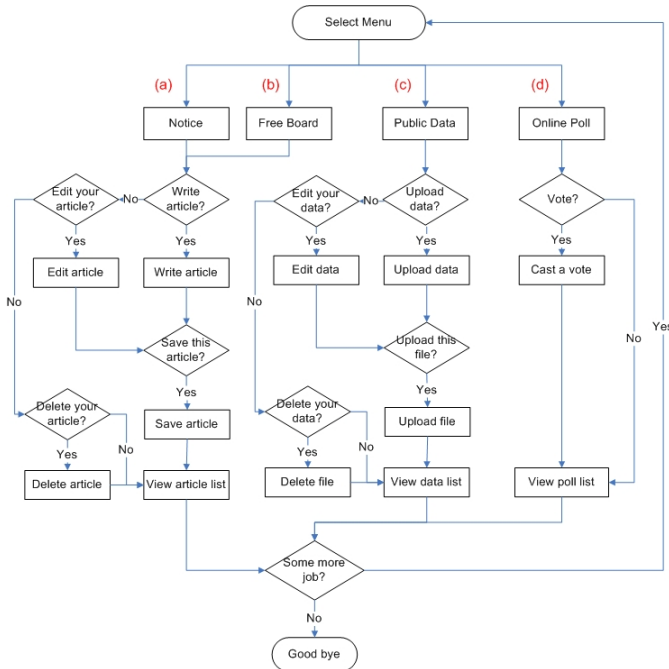 Select Menu
(a)
(b)
(c)
(d)
Notice
Free Board
Public Data
Online Poll
Edit your
article?
No
Write
article?
Edit your
data?
No
Upload
data?
Vote?
Yes
Yes
Yes
Yes
Yes
Edit article
Write article
Edit data
Upload data
Cast a vote
No
No
No
Yes
Save this
article?
Upload this
file?
Yes
Yes
Delete your
article?
Save article
Delete your
data?
Upload file
Yes
No
Yes
No
Delete article
View article list
Delete file
View data list
View poll list
Some more
job?
No
Good bye